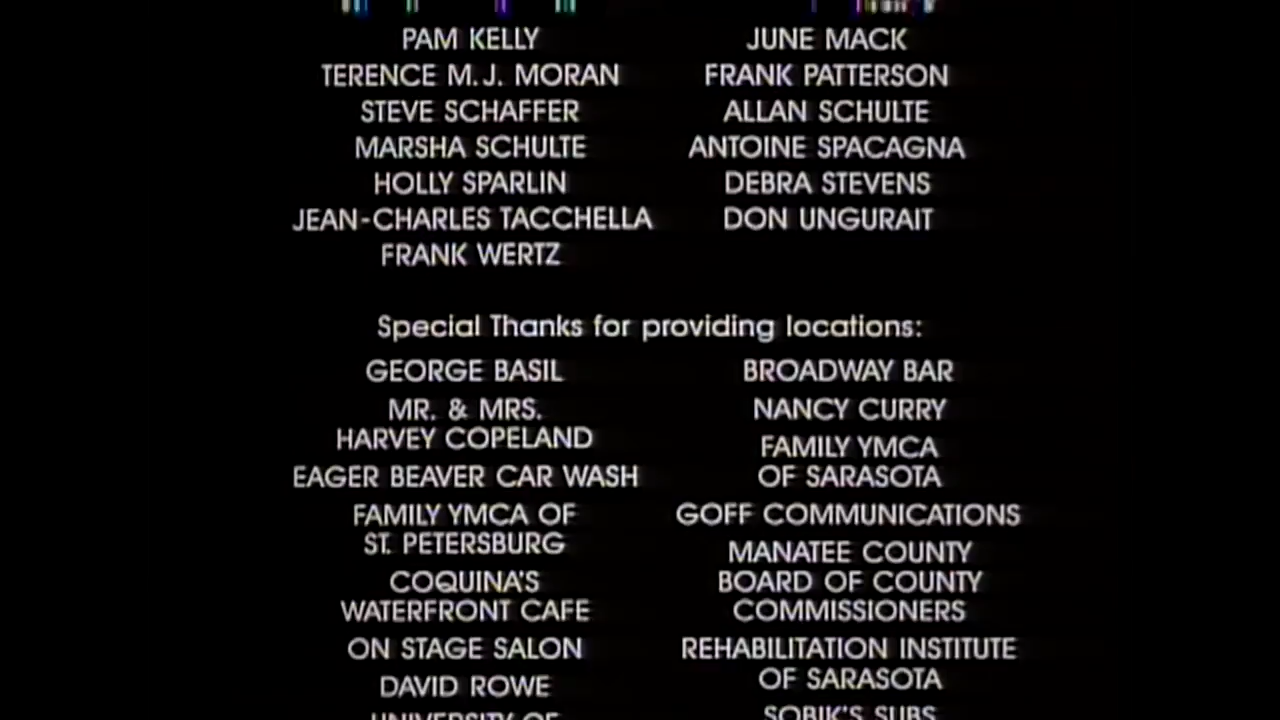 PAM KELLY
JUNE MACK
TERENCE M. J. MORAN
FRANK PATTERSON
STEVE SCHAFFER
ALLAN SCHULTE
MARSHA SCHULTE
ANTOINE SPACAGNA
HOLLY SPARLIN
DEBRA STEVENS
JEAN-CHARLES TACCHELLA
DON UNGURAIT
FRANK WERTZ
Special Thanks for providing locations:
GEORGE BASIL
BROADWAY BAR
MR. & MRS.
HARVEY COPELAND
NANCY CURRY
EAGER BEAVER CAR WASH
FAMILY YMCA
OF SARASOTA
FAMILY YMCA OF
ST. PETERSBURG
GOFF COMMUNICATIONS
COQUINA'S
WATERFRONT CAFE
MANATEE COUNTY
BOARD OF COUNTY
COMMISSIONERS
ON STAGE SALON
REHABILITATION INSTITUTE
OF SARASOTA
DAVID ROWE
UNIVERSITY OF
SOBIK'S SUBS